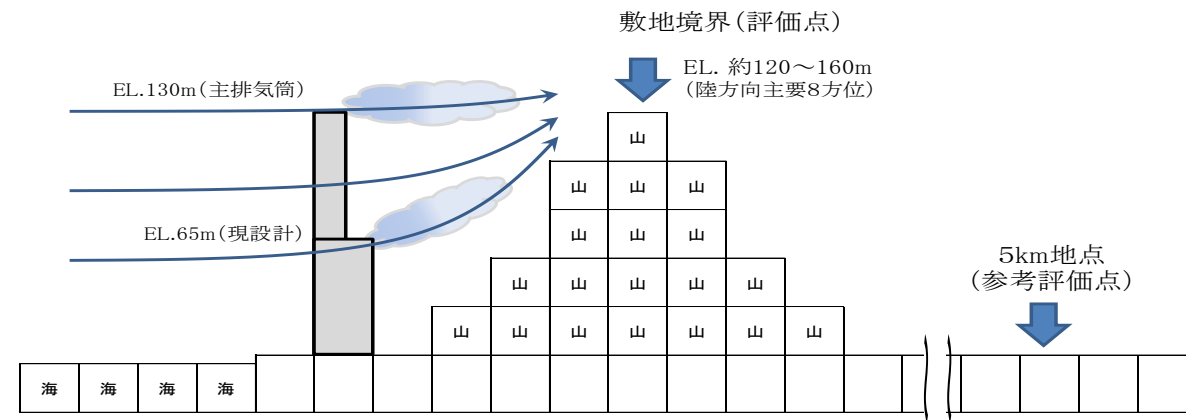 敷地境界(評価点)
EL. 約120～160m
(陸方向主要8方位)
EL.130m(主排気筒)
山
山 山 山
EL.65m(現設計)
山 山 山
5km地点
(参考評価点)
山 山 山 山 山
山 山 山 山 山 山 山
海 海 海 海